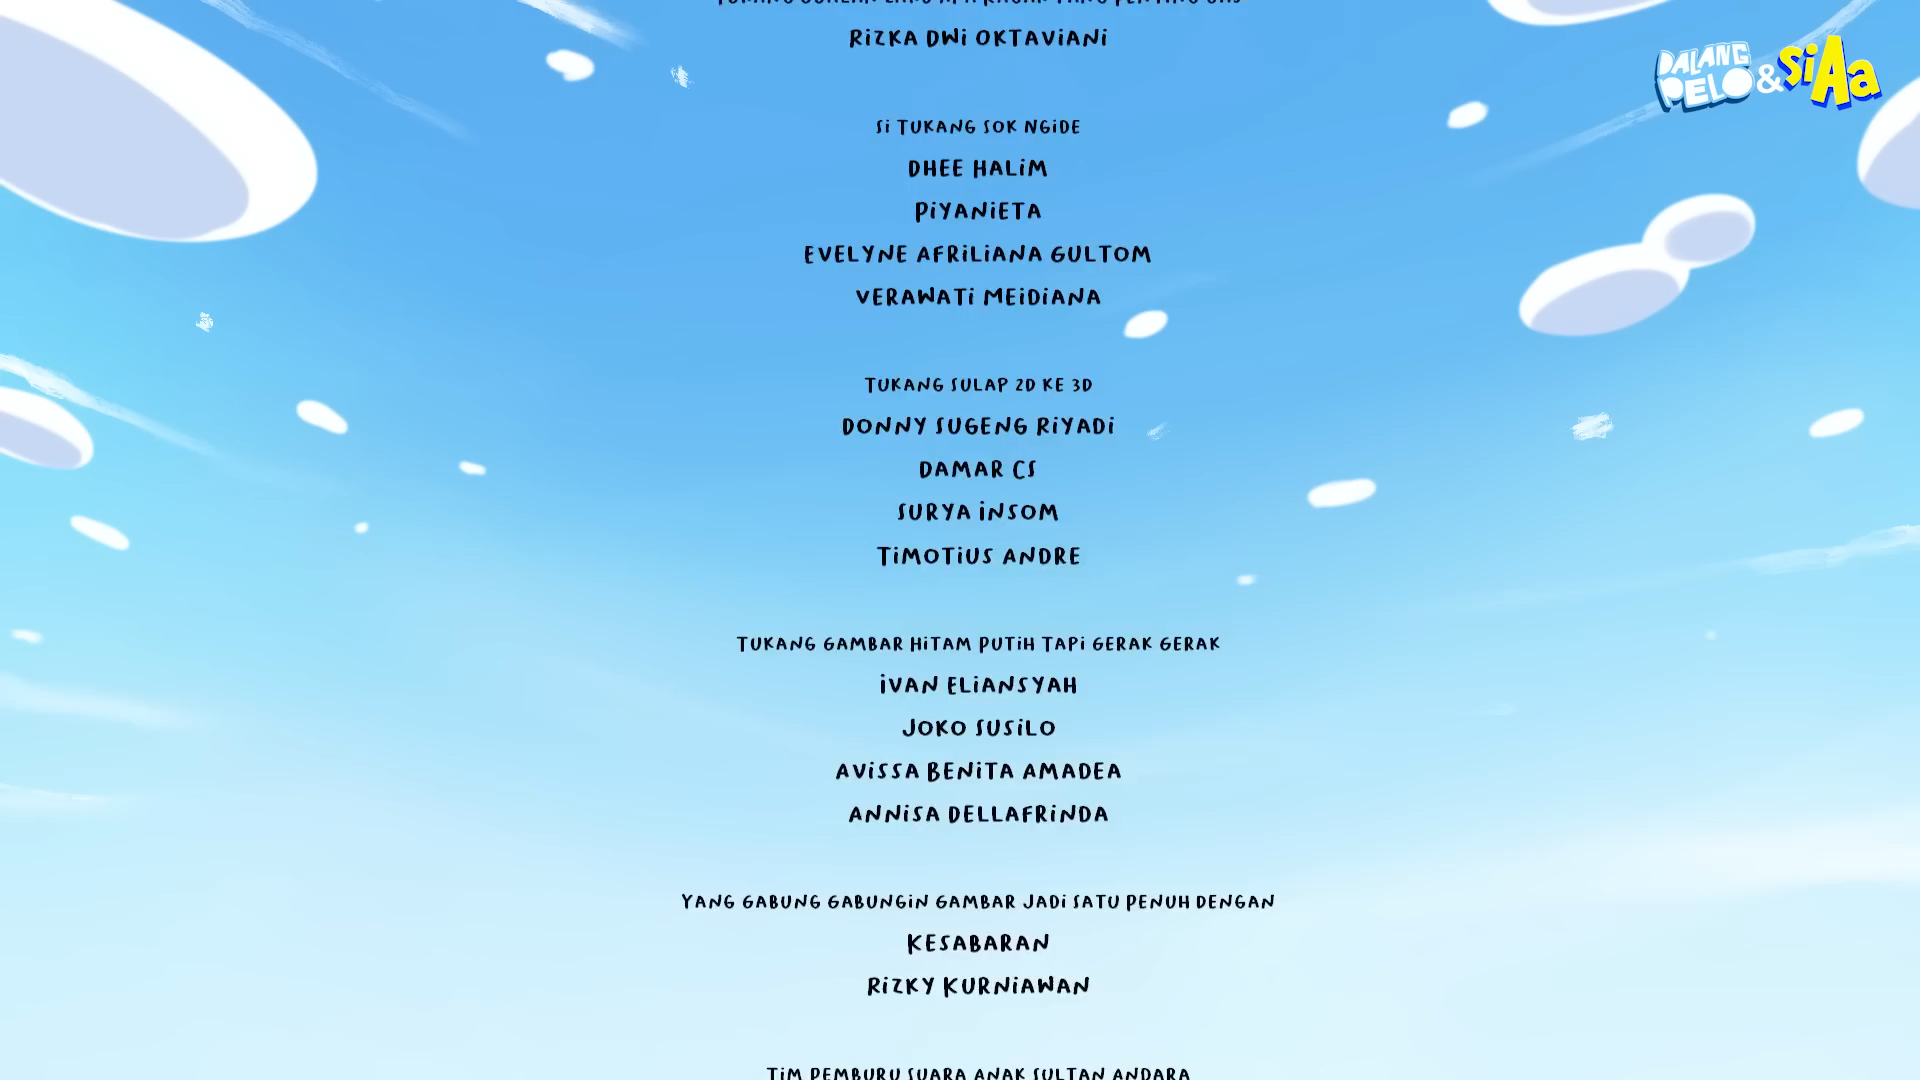 RIZKA DWI OKTAVIANI
DALANG
PELO & SIAA
SI TUKANG SOK NGIDE
DHEE HALIM
PIYANIETA
EVELYNE AFRILIANA GULTOM
VERAWATI MEIDIANA
TUKANG SULAP 2D KE 3D
DONNY SUGENG RIYADI
DAMAR CS
SURYA INSOM
TIMOTIUS ANDRE
TUKANG GAMBAR HITAM PUTIH TAPI GERAK GERAK
IVAN ELIANSYAH
JOKO SUSILO
AVISSA BENITA AMADEA
ANNISA DELLAFRINDA
YANG GABUNG GABUNGIN GAMBAR JADI SATU PENUH DENGAN
KESABARAN
RIZKY KURNIAWAN
TIM PEMBURU SUARA ANAK SULTAN ANDARA